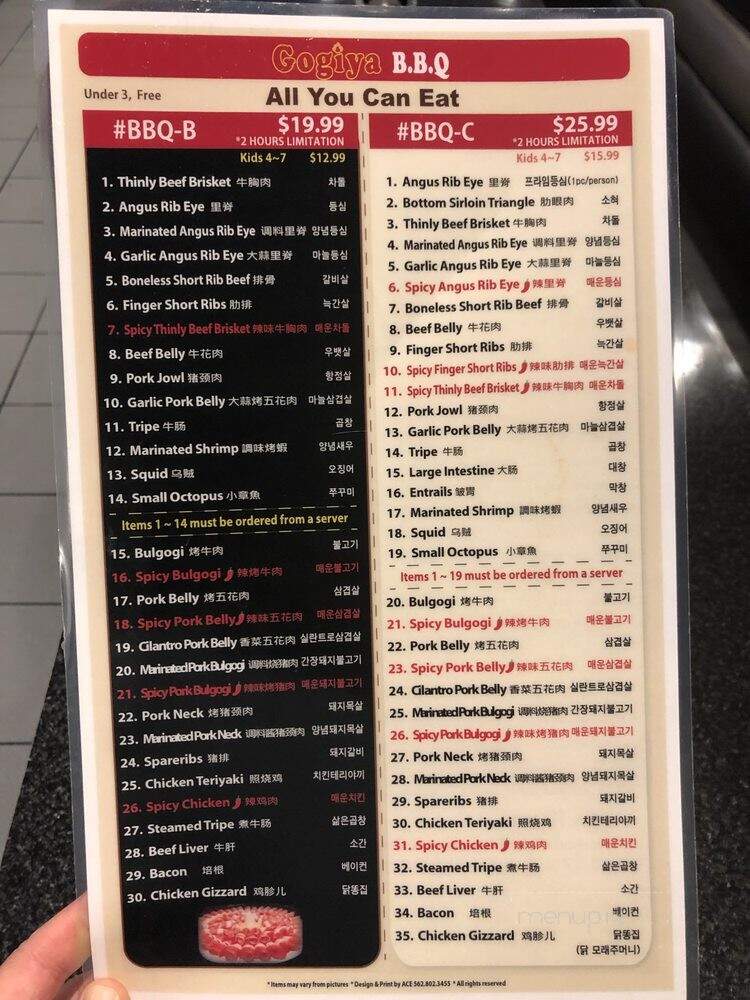 Gogiya B.B.Q
Under 3, Free
All You Can Eat
#BBQ-B $19.99
*2 HOURS LIMITATION
Kids 4~7 $12.99
1. Thinly Beef Brisket 牛胸肉 차돌
2. Angus Rib Eye 里脊 등심
3. Marinated Angus Rib Eye 调料里脊 양념등심
4. Garlic Angus Rib Eye 大蒜里脊 마늘등심
5. Boneless Short Rib Beef 排骨 갈비살
6. Finger Short Ribs 肋排 늑간살
7. Spicy Thinly Beef Brisket 辣味牛胸肉 매운차돌
8. Beef Belly 牛花肉 우뱃살
9. Pork Jowl 猪颈肉 항정살
10. Garlic Pork Belly 大蒜烤五花肉 마늘삼겹살
11. Tripe 牛肠 곱창
12. Marinated Shrimp 調味烤蝦 양념새우
13. Squid 乌贼 오징어
14. Small Octopus 小章魚 쭈꾸미
Items 1 ~ 14 must be ordered from a server
15. Bulgogi 烤牛肉 불고기
16. Spicy Bulgogi 辣烤牛肉 매운불고기
17. Pork Belly 烤五花肉 삼겹살
18. Spicy Pork Belly 辣味五花肉 매운삼겹살
19. Cilantro Pork Belly 香菜五花肉 실란트로삼겹살
20. Marinated Pork Bulgogi 调料烧猪肉 간장돼지불고기
21. Spicy Pork Bulgogi 辣味烤猪肉 매운돼지불고기
22. Pork Neck 烤猪颈肉 돼지목살
23. Marinated Pork Neck 调料酱猪颈肉 양념돼지목살
24. Spareribs 猪排 돼지갈비
25. Chicken Teriyaki 照烧鸡 치킨테리아끼
26. Spicy Chicken 辣鸡肉 매운치킨
27. Steamed Tripe 煮牛肠 삶은곱창
28. Beef Liver 牛肝 소간
29. Bacon 培根 베이컨
30. Chicken Gizzard 鸡胗儿 닭똥집
#BBQ-C $25.99
*2 HOURS LIMITATION
Kids 4~7 $15.99
1. Angus Rib Eye 里脊 프라임등심(1pc/person)
2. Bottom Sirloin Triangle 肋眼肉 소혀
3. Thinly Beef Brisket 牛胸肉 차돌
4. Marinated Angus Rib Eye 调料里脊 양념등심
5. Garlic Angus Rib Eye 大蒜里脊 마늘등심
6. Spicy Angus Rib Eye 辣里脊 매운등심
7. Boneless Short Rib Beef 排骨 갈비살
8. Beef Belly 牛花肉 우뱃살
9. Finger Short Ribs 肋排 늑간살
10. Spicy Finger Short Ribs 辣味肋排 매운늑간살
11. Spicy Thinly Beef Brisket 辣味牛胸肉 매운차돌
12. Pork Jowl 猪颈肉 항정살
13. Garlic Pork Belly 大蒜烤五花肉 마늘삼겹살
14. Tripe 牛肠 곱창
15. Large Intestine 大肠 대창
16. Entrails 皱胃 막창
17. Marinated Shrimp 調味烤蝦 양념새우
18. Squid 乌贼 오징어
19. Small Octopus 小章魚 쭈꾸미
Items 1 ~ 19 must be ordered from a server
20. Bulgogi 烤牛肉 불고기
21. Spicy Bulgogi 辣烤牛肉 매운불고기
22. Pork Belly 烤五花肉 삼겹살
23. Spicy Pork Belly 辣味五花肉 매운삼겹살
24. Cilantro Pork Belly 香菜五花肉 실란트로삼겹살
25. Marinated Pork Bulgogi 调料烧猪肉 간장돼지불고기
26. Spicy Pork Bulgogi 辣味烤猪肉 매운돼지불고기
27. Pork Neck 烤猪颈肉 돼지목살
28. Marinated Pork Neck 调料酱猪颈肉 양념돼지목살
29. Spareribs 猪排 돼지갈비
30. Chicken Teriyaki 照烧鸡 치킨테리아끼
31. Spicy Chicken 辣鸡肉 매운치킨
32. Steamed Tripe 煮牛肠 삶은곱창
33. Beef Liver 牛肝 소간
34. Bacon 培根 베이컨
35. Chicken Gizzard 鸡胗儿 닭똥집
(닭 모래주머니)
*Items may vary from pictures *Design & Print by ACE 562.802.3455 *All rights reserved